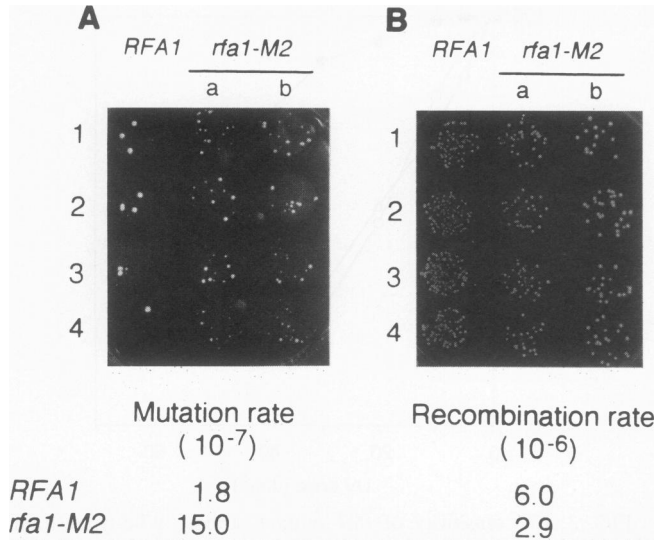 A
B
RFA1 rfa1-M2
RFA1 rfa1-M2
a b
a b
1
2
3
4
1
2
3
4
Mutation rate
(10-7)
Recombination rate
(10-6)
RFA1 1.8 6.0
rfa1-M2 15.0 2.9